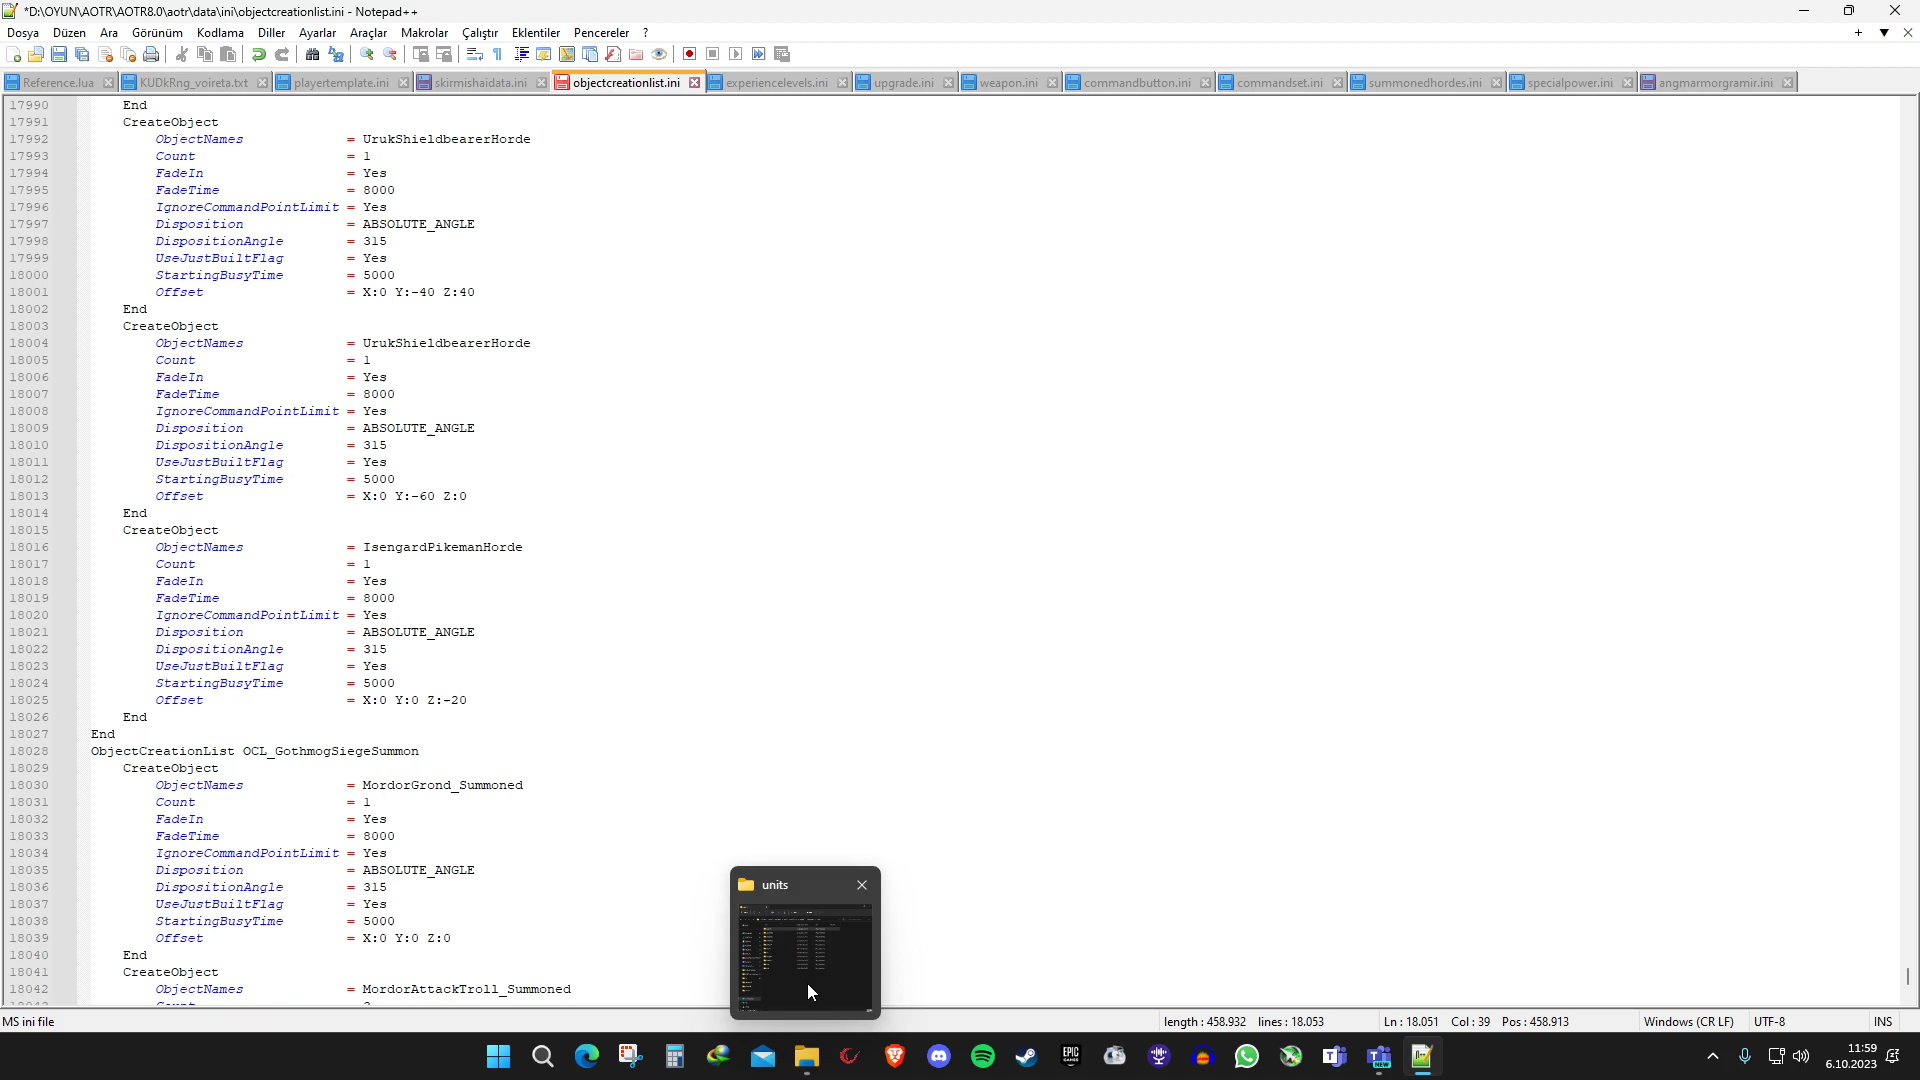 *D:\OYUN\AOTR\AOTR8.0\aotr\data\ini\objectcreationlist.ini - Notepad++
Dosya Düzen Ara Görünüm Kodlama Diller Ayarlar Araçlar Makrolar Çalıştır Eklentiler Pencereler ?
Reference.lua KUDkRng_voireta.txt playertemplate.ini skirmishaidata.ini objectcreationlist.ini experiencelevels.ini upgrade.ini weapon.ini commandbutton.ini commandset.ini summonedhordes.ini specialpower.ini angmarmorgramir.ini
17990 End
17991 CreateObject
17992 ObjectNames = UrukShieldbearerHorde
17993 Count = 1
17994 FadeIn = Yes
17995 FadeTime = 8000
17996 IgnoreCommandPointLimit = Yes
17997 Disposition = ABSOLUTE_ANGLE
17998 DispositionAngle = 315
17999 UseJustBuiltFlag = Yes
18000 StartingBusyTime = 5000
18001 Offset = X:0 Y:-40 Z:40
18002 End
18003 CreateObject
18004 ObjectNames = UrukShieldbearerHorde
18005 Count = 1
18006 FadeIn = Yes
18007 FadeTime = 8000
18008 IgnoreCommandPointLimit = Yes
18009 Disposition = ABSOLUTE_ANGLE
18010 DispositionAngle = 315
18011 UseJustBuiltFlag = Yes
18012 StartingBusyTime = 5000
18013 Offset = X:0 Y:-60 Z:0
18014 End
18015 CreateObject
18016 ObjectNames = IsengardPikemanHorde
18017 Count = 1
18018 FadeIn = Yes
18019 FadeTime = 8000
18020 IgnoreCommandPointLimit = Yes
18021 Disposition = ABSOLUTE_ANGLE
18022 DispositionAngle = 315
18023 UseJustBuiltFlag = Yes
18024 StartingBusyTime = 5000
18025 Offset = X:0 Y:0 Z:-20
18026 End
18027 End
18028 ObjectCreationList OCL_GothmogSiegeSummon
18029 CreateObject
18030 ObjectNames = MordorGrond_Summoned
18031 Count = 1
18032 FadeIn = Yes
18033 FadeTime = 8000
18034 IgnoreCommandPointLimit = Yes
18035 Disposition = ABSOLUTE_ANGLE
18036 DispositionAngle = 315
18037 UseJustBuiltFlag = Yes
18038 StartingBusyTime = 5000
18039 Offset = X:0 Y:0 Z:0
18040 End
18041 CreateObject
18042 ObjectNames = MordorAttackTroll_Summoned
units
MS ini file length : 458.932 lines : 18.053 Ln : 18.051 Col : 39 Pos : 458.913 Windows (CR LF) UTF-8 INS
EPIC GAMES
NEW
11:59
6.10.2023